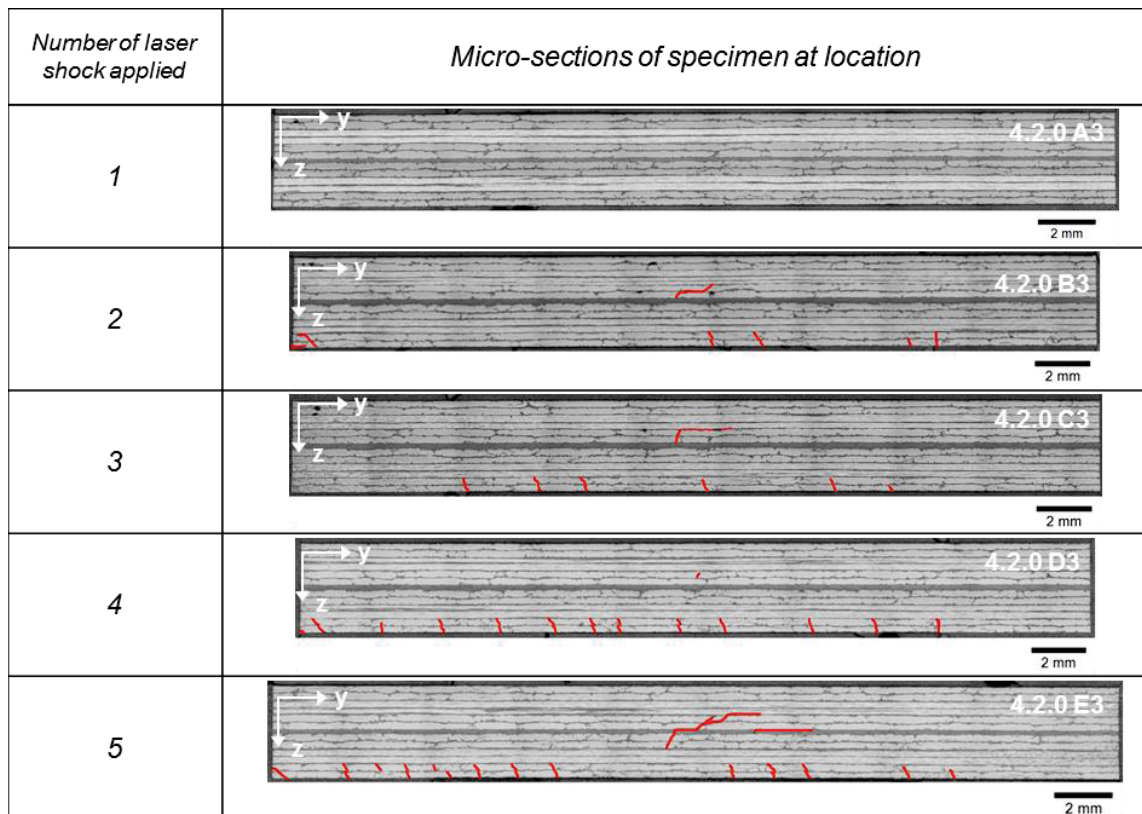 Number of laser
shock applied
Micro-sections of specimen at location
1
y
z
4.2.0 A3
2 mm
2
y
z
4.2.0 B3
2 mm
3
y
z
4.2.0 C3
2 mm
4
y
z
4.2.0 D3
2 mm
5
y
z
4.2.0 E3
2 mm